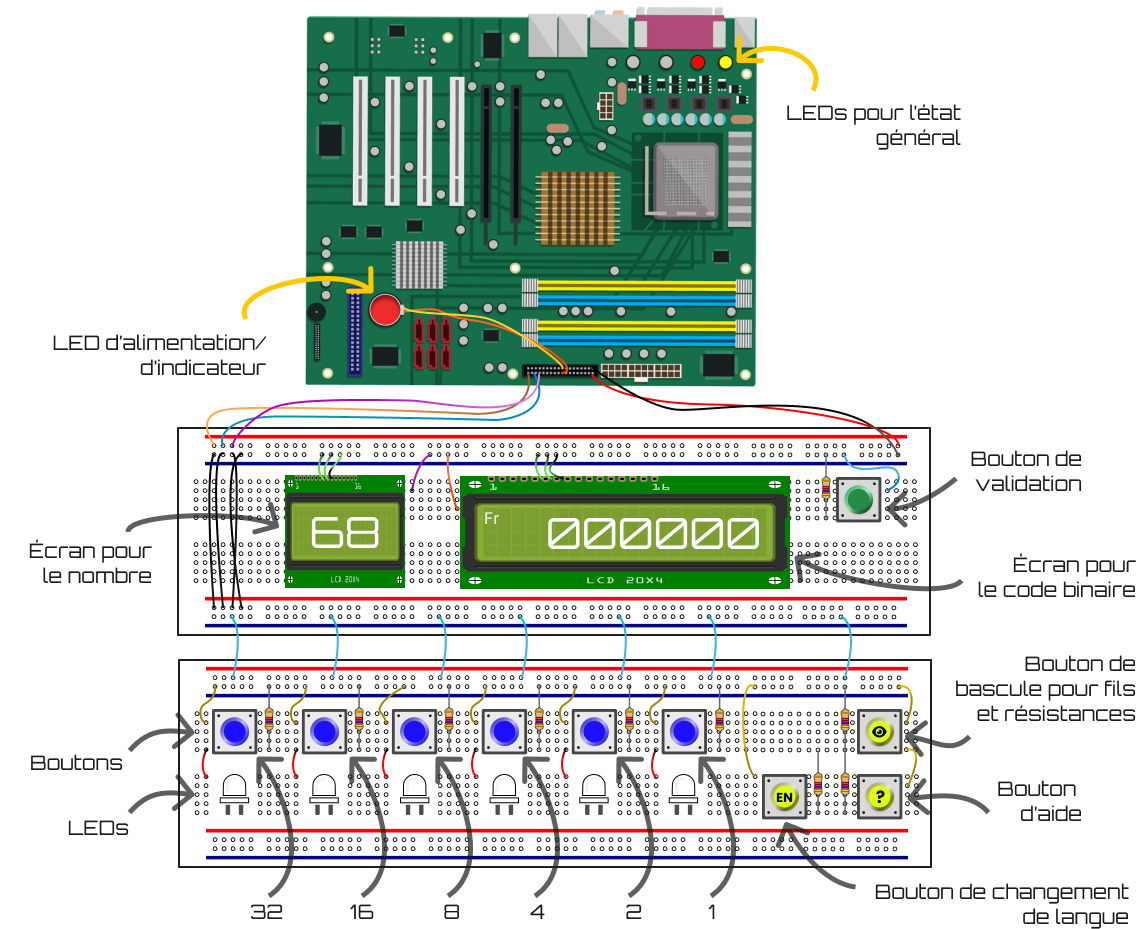 LEDs pour l'état
général
LED d'alimentation/
d'indicateur
1 16
1 16
Bouton de
validation
68
Fr
000000
Écran pour
le nombre
LCD 20X4
LCD 20X4
Écran pour
le code binaire
Bouton de
bascule pour fils
et résistances
Boutons
LEDs
EN
?
Bouton
d'aide
32 16 8 4 2 1
Bouton de changement
de langue